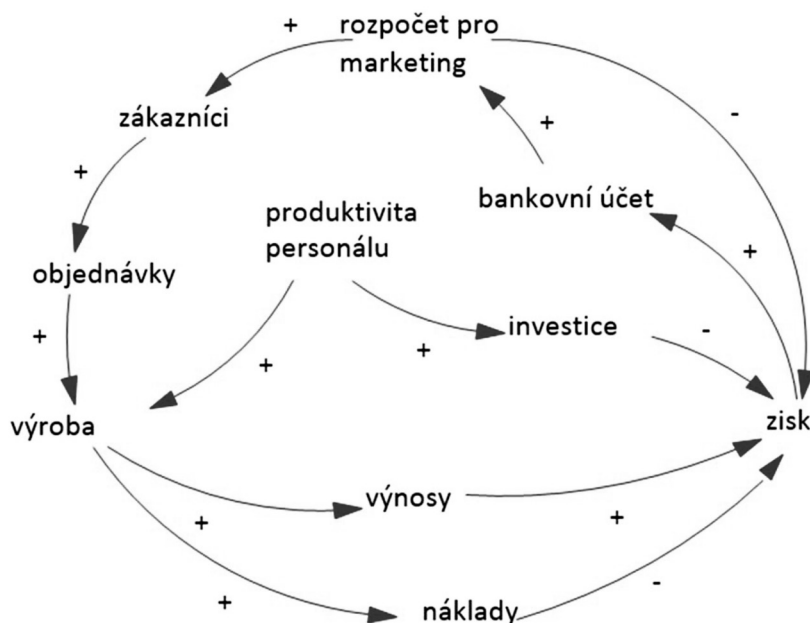 +
rozpočet pro
marketing
-
zákazníci
+
+
bankovní účet
produktivita
personálu
+
objednávky
investice
-
+
+
+
výroba
zisk
výnosy
+
+
-
+
náklady